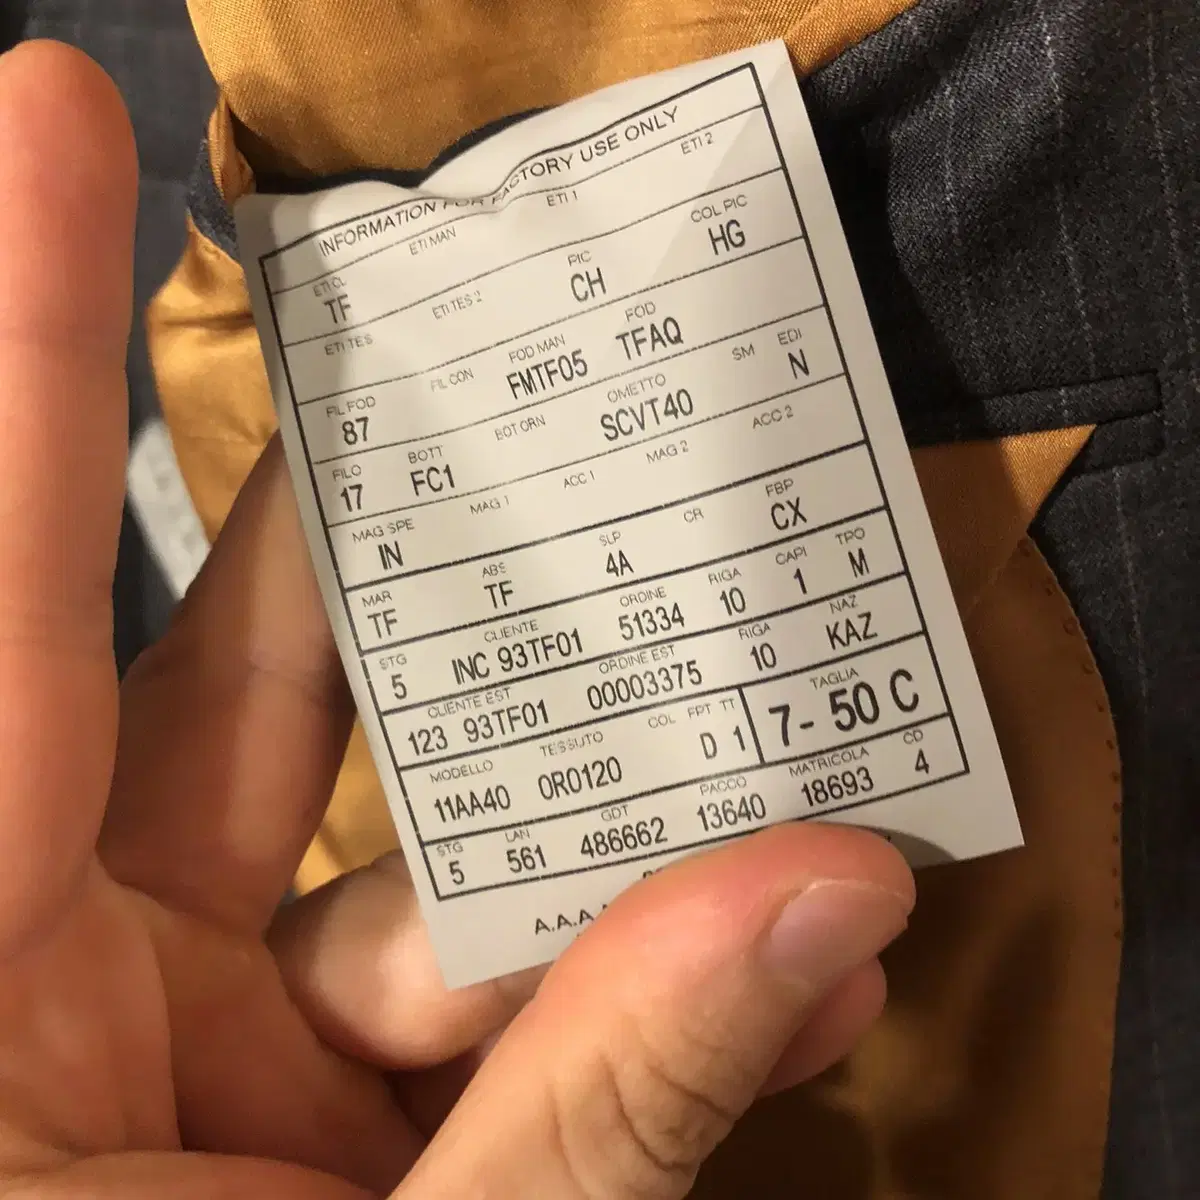 INFORMATION FOR FACTORY USE ONLY
ETI CL ETI MAN ETI 1 ETI 2
TF
ETI TES ETI TES 2 PIC COL PIC
CH HG
FIL FOD FIL CON FOD MAN FOD
87 FMTF05 TFAQ
FILO BOTT BOT ORN OMETTO SM EDI
17 FC1 SCVT40 N
MAG SPE MAG 1 ACC 1 MAG 2 ACC 2
IN
MAR ABS SLP CR FBP
TF TF 4A CX
STG CLIENTE ORDINE RIGA CAPI TPO
5 INC 93TF01 51334 10 1 M
CLIENTE EST ORDINE EST RIGA NAZ
123 93TF01 00003375 10 KAZ
MODELLO TESSUTO COL FPT TT TAGLIA
11AA40 0R0120 D 1 7- 50 C
STG LAN GDT PACCO MATRICOLA CD
5 561 486662 13640 18693 4
A.A.A.